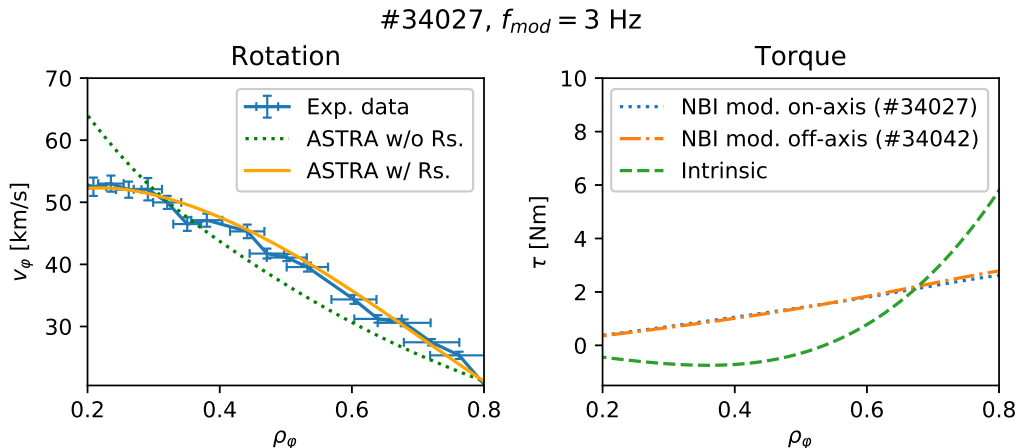 #34027, f_mod = 3 Hz
Rotation
70
60
50
40
30
0.2
0.4
0.6
0.8
v_φ [km/s]
ρ_φ
Exp. data
ASTRA w/o Rs.
ASTRA w/ Rs.
Torque
10
8
6
4
2
0
0.2
0.4
0.6
0.8
τ [Nm]
ρ_φ
NBI mod. on-axis (#34027)
NBI mod. off-axis (#34042)
Intrinsic